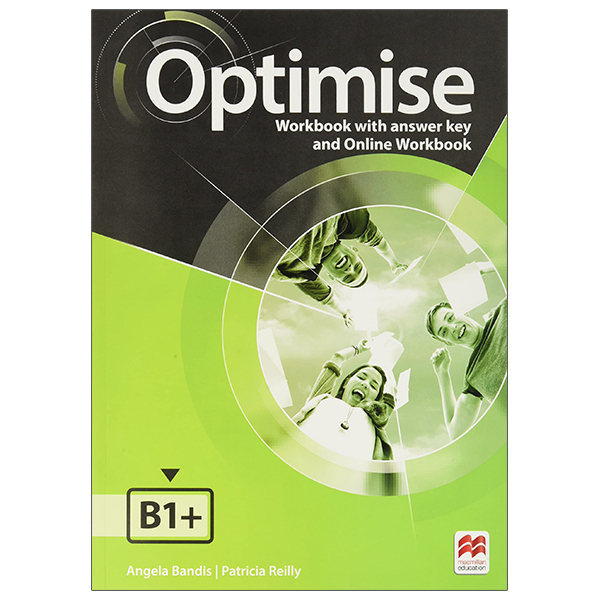 Optimise
Workbook with answer key
and Online Workbook
B1+
Angela Bandis | Patricia Reilly
macmillan
education